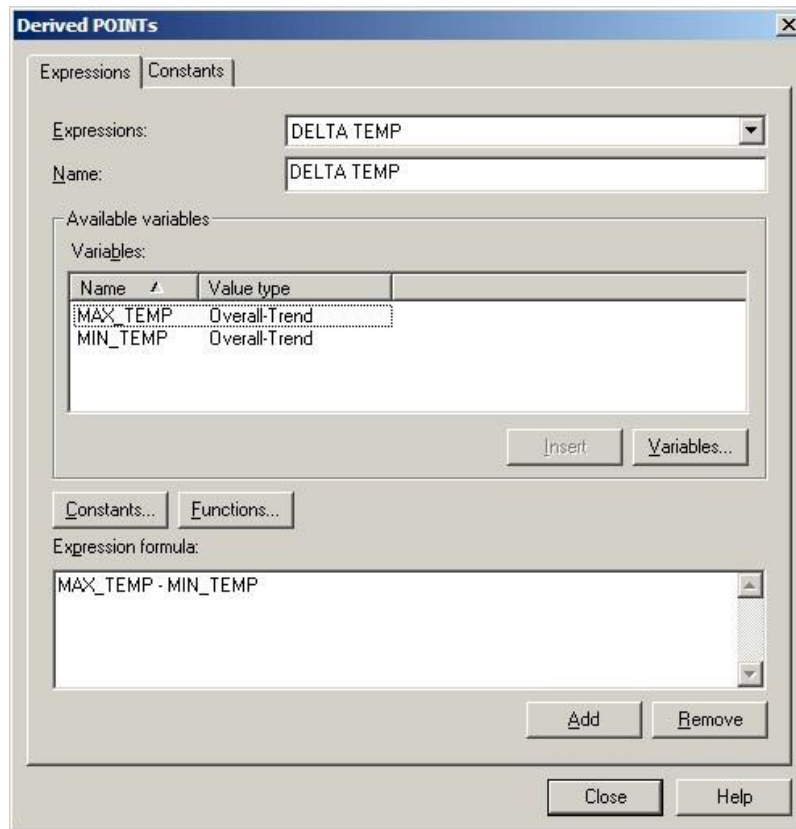 Derived POINTs
Expressions Constants
Expressions: DELTA TEMP
Name: DELTA TEMP
Available variables
Variables:
Name Value type
MAX_TEMP Overall-Trend
MIN_TEMP Overall-Trend
Insert Variables...
Constants... Functions...
Expression formula:
MAX_TEMP - MIN_TEMP
Add Remove
Close Help